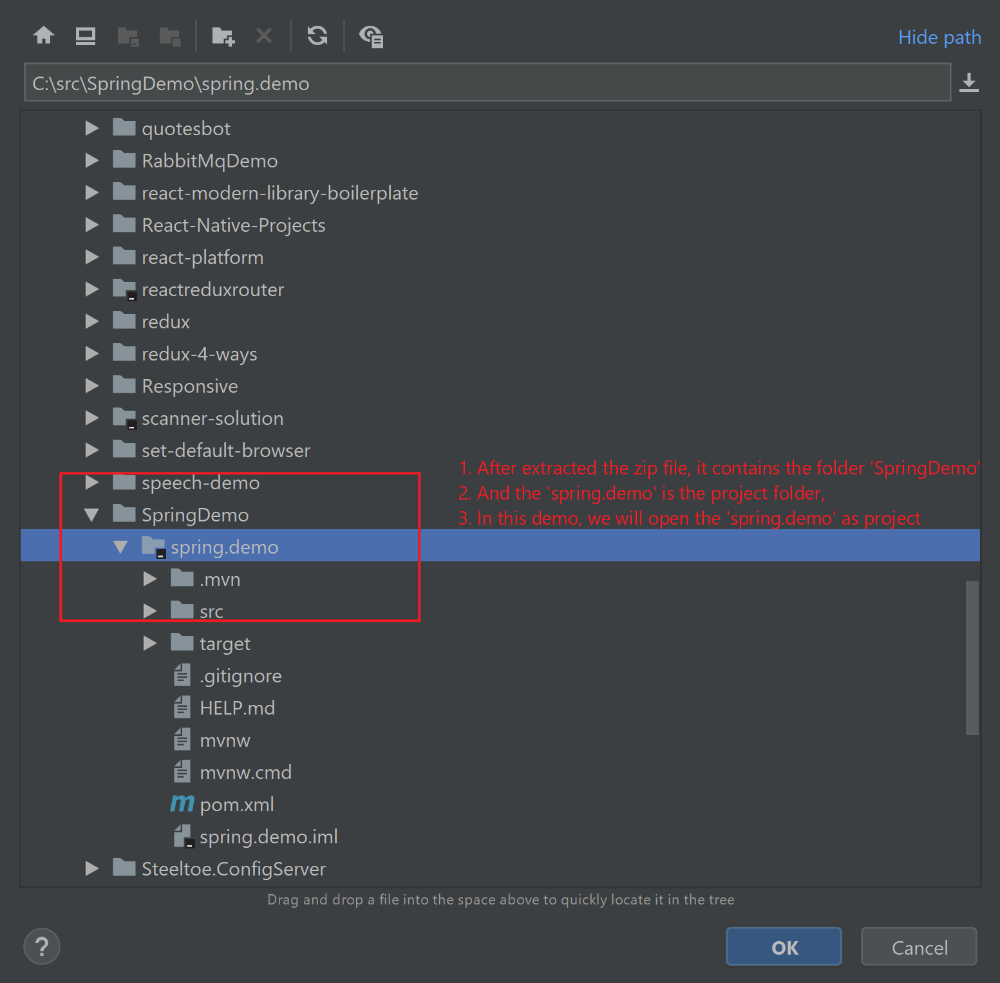 Hide path
C:\src\SpringDemo\spring.demo
quotesbot
RabbitMqDemo
react-modern-library-boilerplate
React-Native-Projects
react-platform
reactreduxrouter
redux
redux-4-ways
Responsive
scanner-solution
set-default-browser
1. After extracted the zip file, it contains the folder 'SpringDemo'
speech-demo
2. And the 'spring.demo' is the project folder,
SpringDemo
3. In this demo, we will open the 'spring.demo' as project
spring.demo
.mvn
src
target
.gitignore
HELP.md
mvnw
mvnw.cmd
m pom.xml
spring.demo.iml
Steeltoe.ConfigServer
Drag and drop a file into the space above to quickly locate it in the tree
? OK Cancel